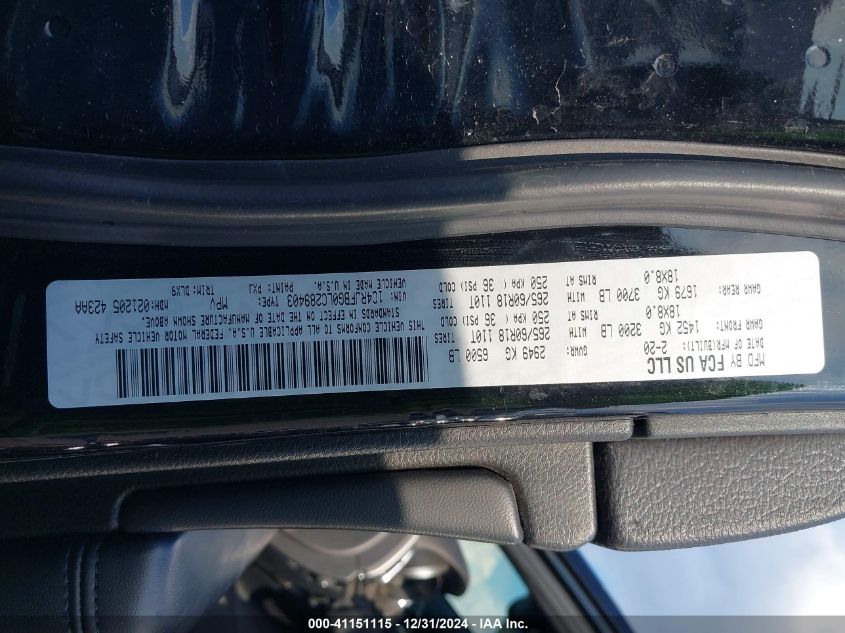 MFD BY FCA US LLC
DATE OF MFR(BUILT): 2-20 GVWR: 2949 KG 6500 LB
GAWR FRONT: 1452 KG 3200 LB WITH 265/60R18 110T TIRES
18X8.0 RIMS AT 250 KPA( 36 PSI) COLD
GAWR REAR: 1679 KG 3700 LB WITH 265/60R18 110T TIRES
18X8.0 RIMS AT 250 KPA( 36 PSI) COLD
THIS VEHICLE CONFORMS TO ALL APPLICABLE U.S.A. FEDERAL MOTOR VEHICLE SAFETY
STANDARDS IN EFFECT ON THE DATE OF MANUFACTURE SHOWN ABOVE.
VIN: 1C4RJFBG0LC289403 TYPE: MPV MDH:021205 423AA
VEHICLE MADE IN U.S.A. PAINT: PXJ TRIM:DLX9
000-41151115 - 12/31/2024 - IAA Inc.